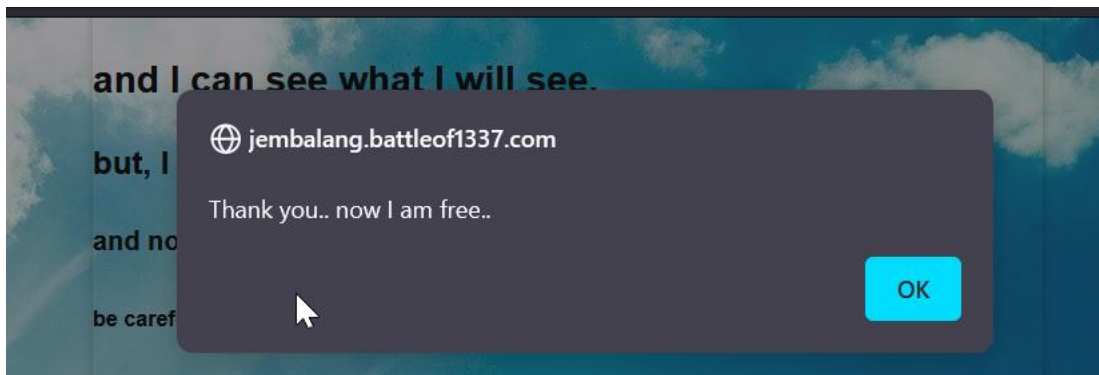 and I can see what I will see.
jembalang.battleof1337.com
but, I
Thank you.. now I am free..
and no
OK
be caref